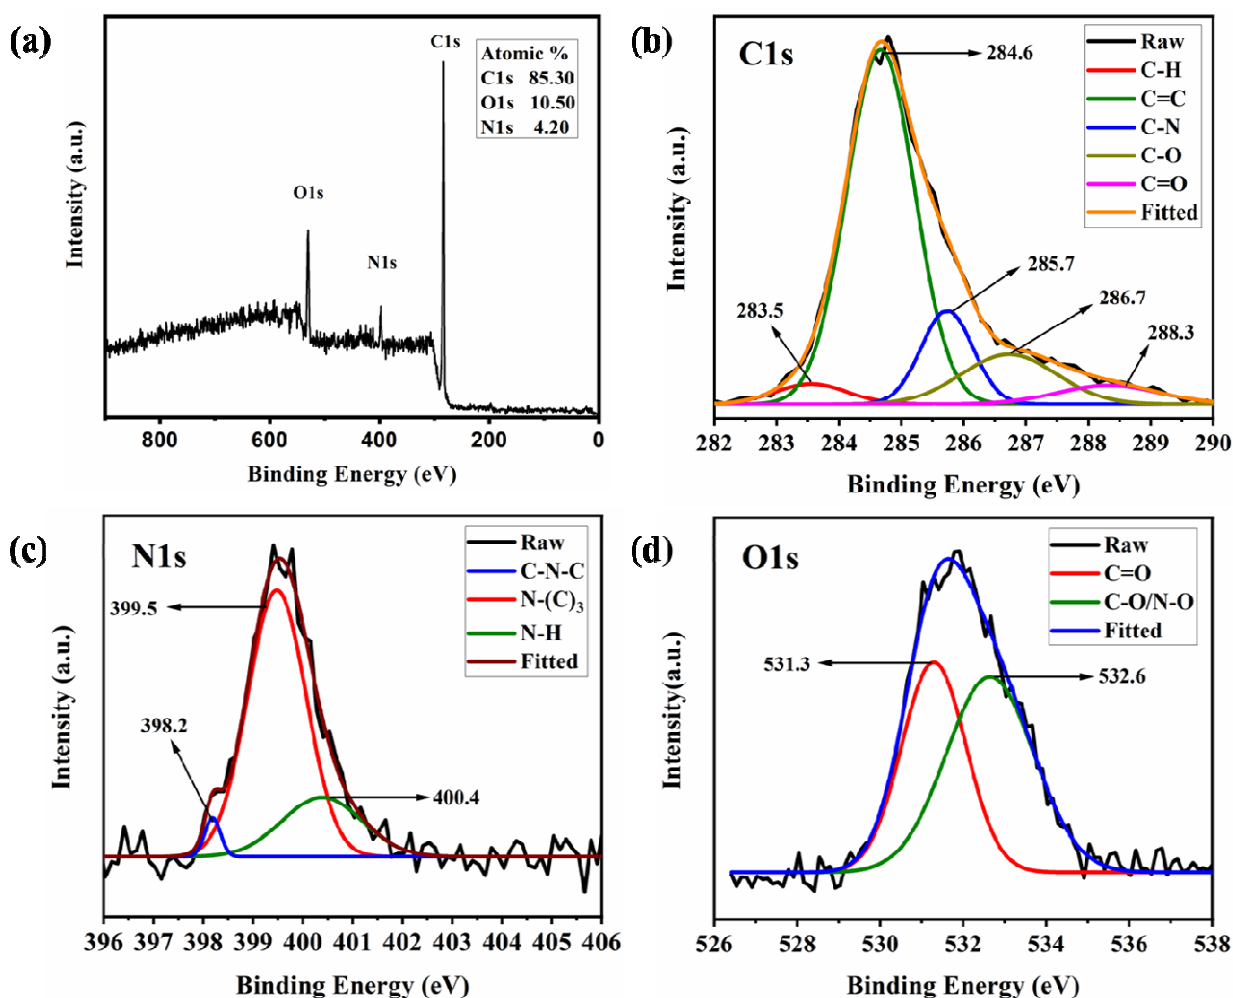 (a)
C1s
Atomic %
C1s 85.30
O1s 10.50
N1s 4.20
O1s
N1s
Intensity (a.u.)
800 600 400 200 0
Binding Energy (eV)
(b)
C1s
284.6
Raw
C-H
C=C
C-N
C-O
C=O
Fitted
285.7
286.7
283.5
288.3
Intensity (a.u.)
282 283 284 285 286 287 288 289 290
Binding Energy (eV)
(c)
N1s
Raw
C-N-C
N-(C)3
N-H
Fitted
399.5
398.2
400.4
Intensity (a.u.)
396 397 398 399 400 401 402 403 404 405 406
Binding Energy (eV)
(d)
O1s
Raw
C=O
C-O/N-O
Fitted
531.3
532.6
Intensity(a.u.)
526 528 530 532 534 536 538
Binding Energy (eV)